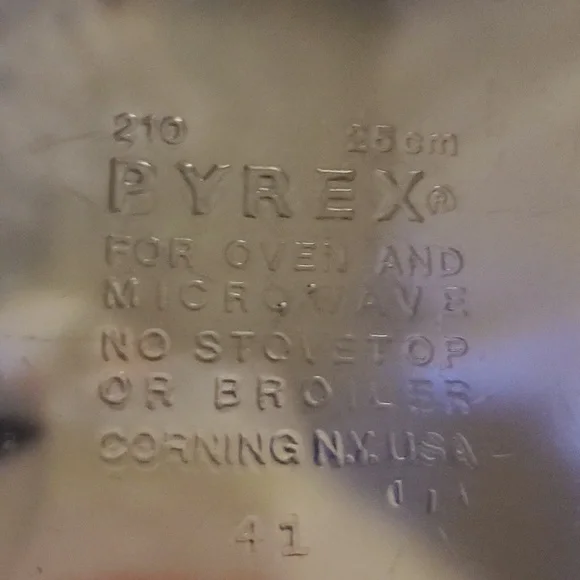 210 25 cm
PYREX®
FOR OVEN AND
MICROWAVE
NO STOVETOP
OR BROILER
CORNING N.Y. USA
41